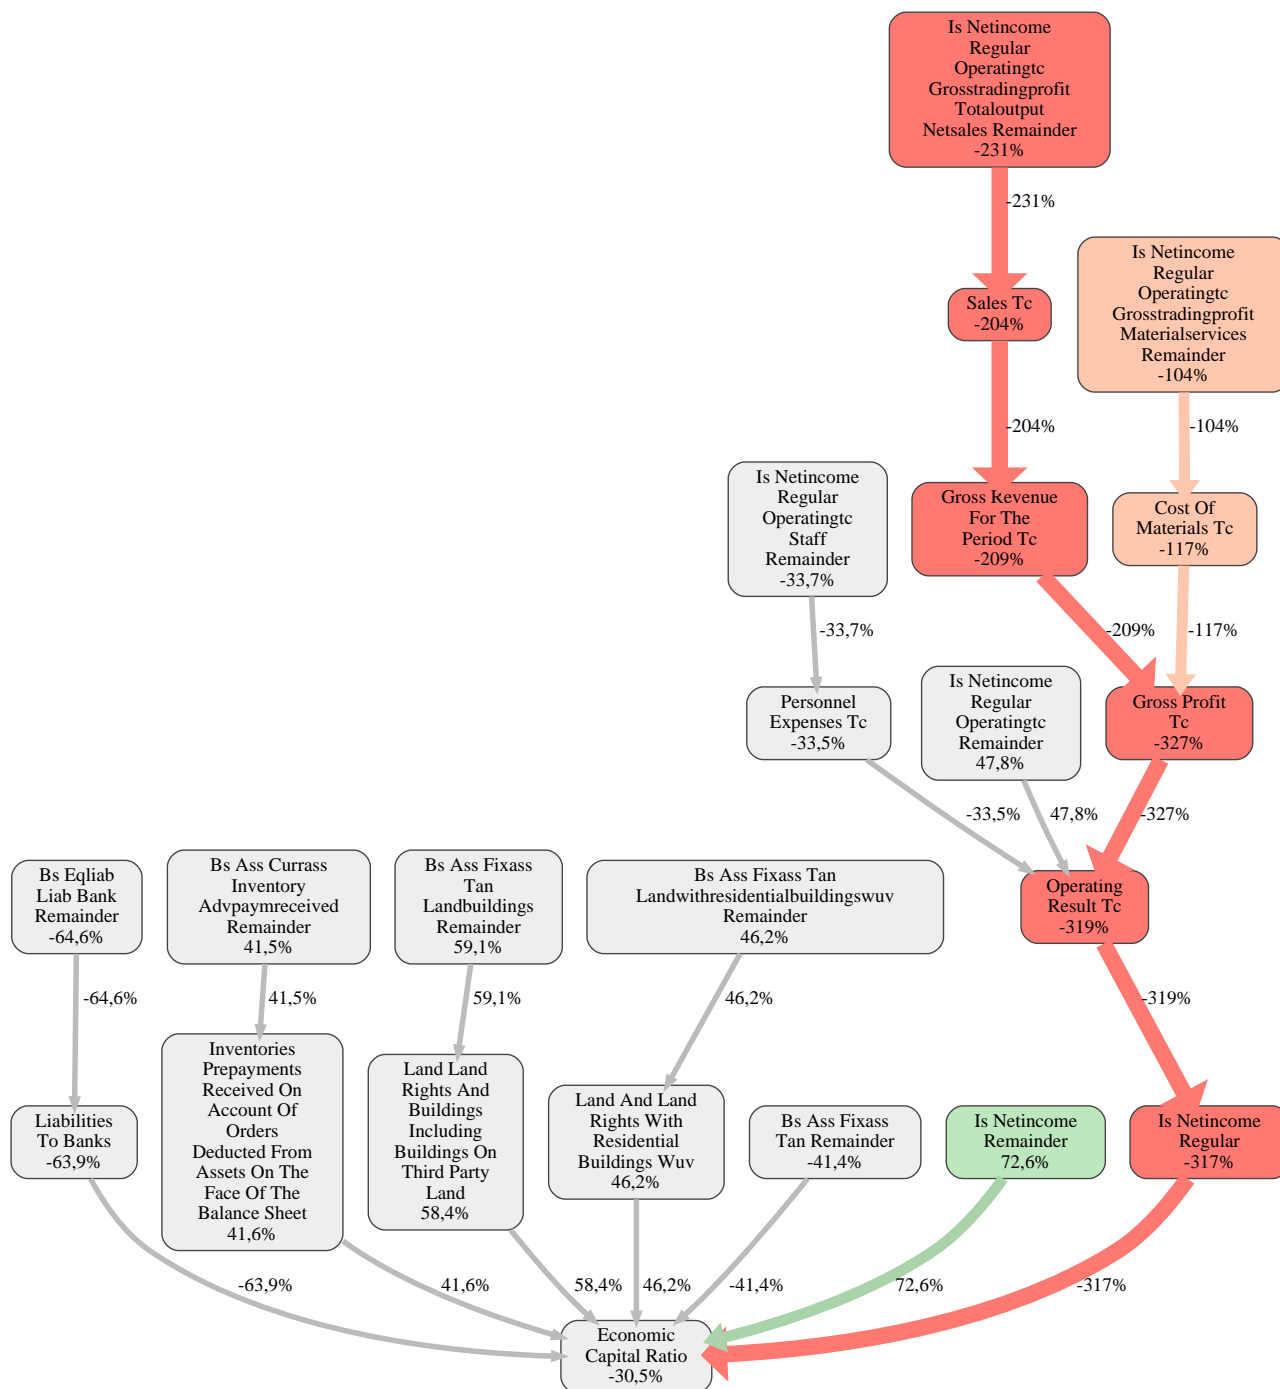 Is Netincome
Regular
Operatingtc
Grosstradingprofit
Totaloutput
Netsales Remainder
-231%
-231%
Is Netincome
Regular
Operatingtc
Grosstradingprofit
Materialservices
Remainder
-104%
Sales Tc
-204%
-204%
-104%
Is Netincome
Regular
Operatingtc
Staff
Remainder
-33,7%
Gross Revenue
For The
Period Tc
-209%
Cost Of
Materials Tc
-117%
-33,7%
-209%
-117%
Personnel
Expenses Tc
-33,5%
Is Netincome
Regular
Operatingtc
Remainder
47,8%
Gross Profit
Tc
-327%
-33,5%
47,8%
-327%
Bs Eqliab
Liab Bank
Remainder
-64,6%
Bs Ass Currass
Inventory
Advpaymreceived
Remainder
41,5%
Bs Ass Fixass
Tan
Landbuildings
Remainder
59,1%
Bs Ass Fixass Tan
Landwithresidentialbuildingswuv
Remainder
46,2%
Operating
Result Tc
-319%
-64,6%
41,5%
59,1%
46,2%
-319%
Liabilities
To Banks
-63,9%
Inventories
Prepayments
Received On
Account Of
Orders
Deducted From
Assets On The
Face Of The
Balance Sheet
41,6%
Land Land
Rights And
Buildings
Including
Buildings On
Third Party
Land
58,4%
Land And Land
Rights With
Residential
Buildings Wuv
46,2%
Bs Ass Fixass
Tan Remainder
-41,4%
Is Netincome
Remainder
72,6%
Is Netincome
Regular
-317%
-63,9%
41,6%
58,4%
46,2%
-41,4%
72,6%
-317%
Economic
Capital Ratio
-30,5%